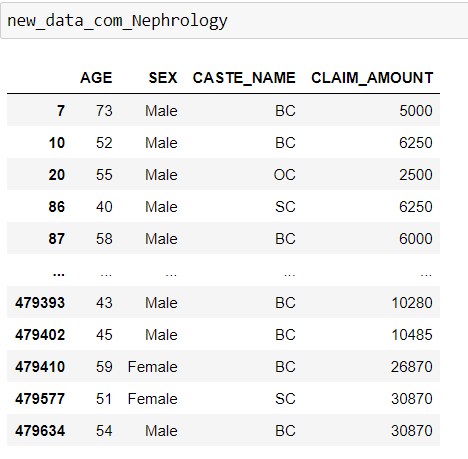 new_data_com_Nephrology
AGE SEX CASTE_NAME CLAIM_AMOUNT
7 73 Male BC 5000
10 52 Male BC 6250
20 55 Male OC 2500
86 40 Male SC 6250
87 58 Male BC 6000
... ... ... ... ...
479393 43 Male BC 10280
479402 45 Male BC 10485
479410 59 Female BC 26870
479577 51 Female SC 30870
479634 54 Male BC 30870